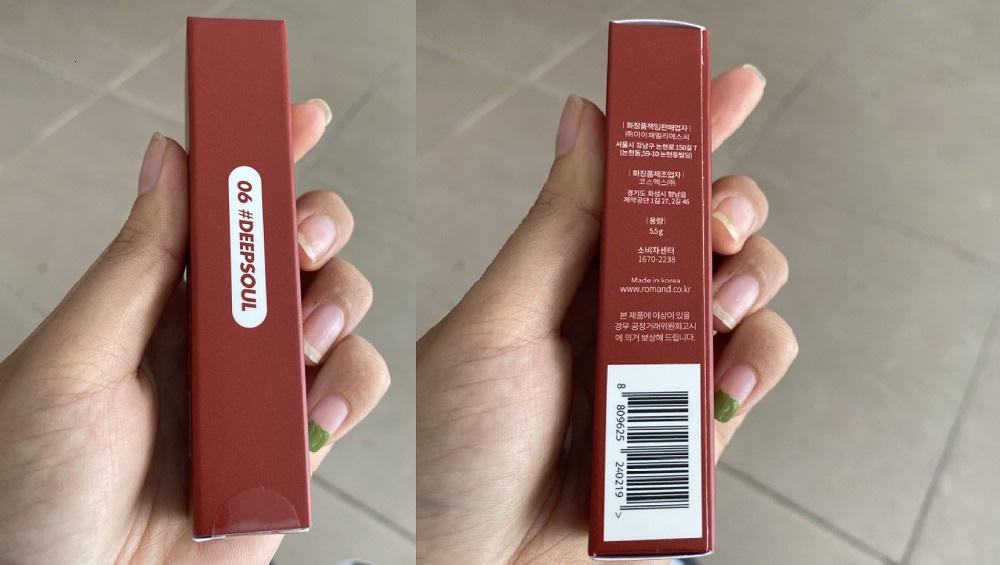 06 #DEEPSOUL
| 화장품책임판매업자 |
㈜아이패밀리에스씨
서울시 강남구 논현로 150길 7
(논현동,59-10 논현동빌딩)
| 화장품제조업자 |
코스맥스㈜
경기도 화성시 향남읍
제약공단 1길 27, 2길 46
| 용량 |
5.5 g
소비자센터
1670-2238
Made in korea
www.romand.co.kr
본 제품에 이상이 있을
경우 공정거래위원회고시
에 의거 보상해 드립니다.
8 809625 240219 >